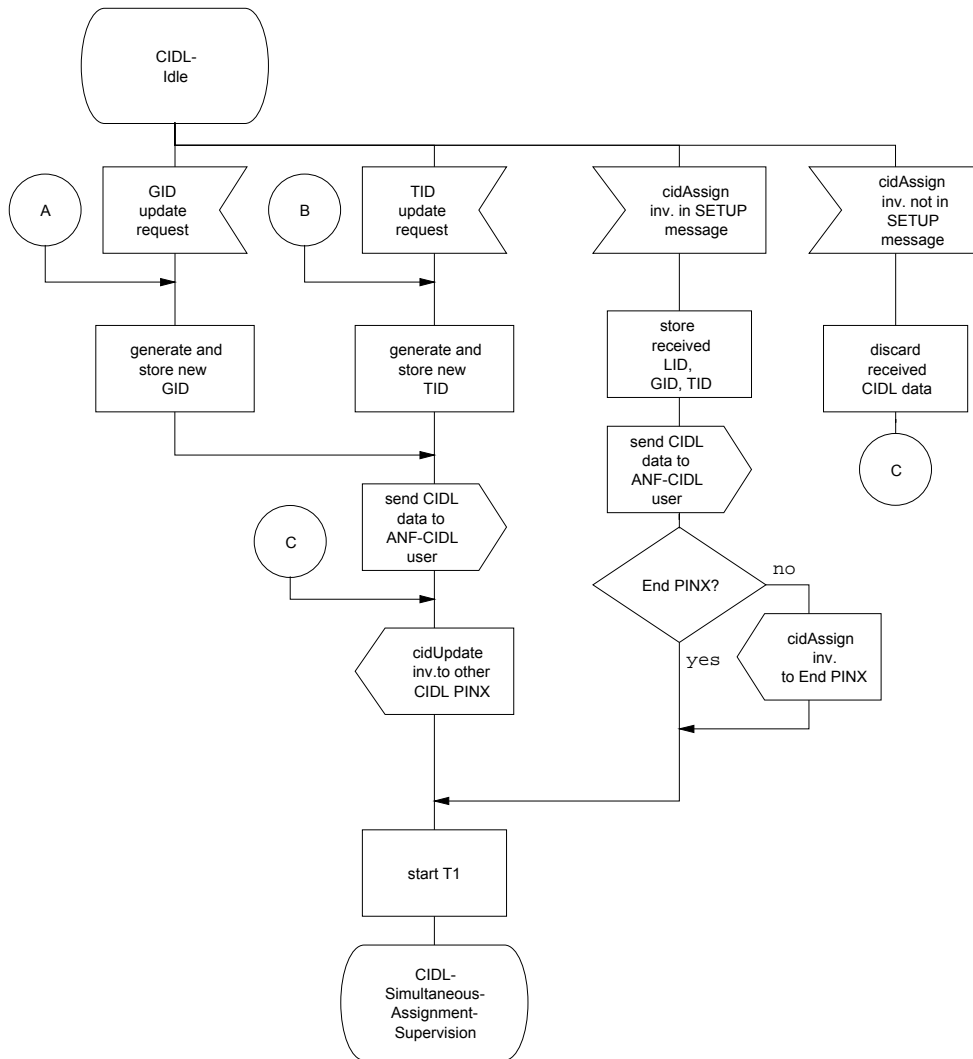 CIDL-
Idle
A
GID
update
request
B
TID
update
request
cidAssign
inv. in SETUP
message
cidAssign
inv. not in
SETUP
message
generate and
store new
GID
generate and
store new
TID
store
received
LID,
GID, TID
discard
received
CIDL data
send CIDL
data to
ANF-CIDL
user
send CIDL
data to
ANF-CIDL
user
C
C
End PINX?
no
yes
cidUpdate
inv.to other
CIDL PINX
cidAssign
inv.
to End PINX
start T1
CIDL-
Simultaneous-
Assignment-
Supervision